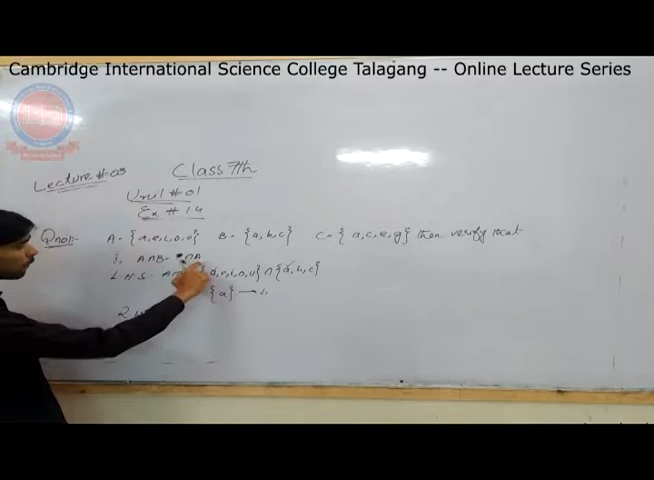 Cambridge International Science College Talagang -- Online Lecture Series
Lecture #03
Class 7th
Unit #01
Ex # 1.4
Q no1:- A = {a,e,i,o,u} B = {a,b,c} C = { a,c,e,g} then verify that
i, A∩B = ∩A
L.H.S:- A∩ {a,e,i,o,u} ∩ {a,b,c}
{a} → i,